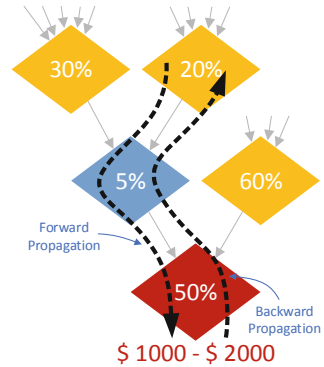 30%
20%
5%
60%
Forward
Propagation
50%
Backward
Propagation
$ 1000 - $ 2000